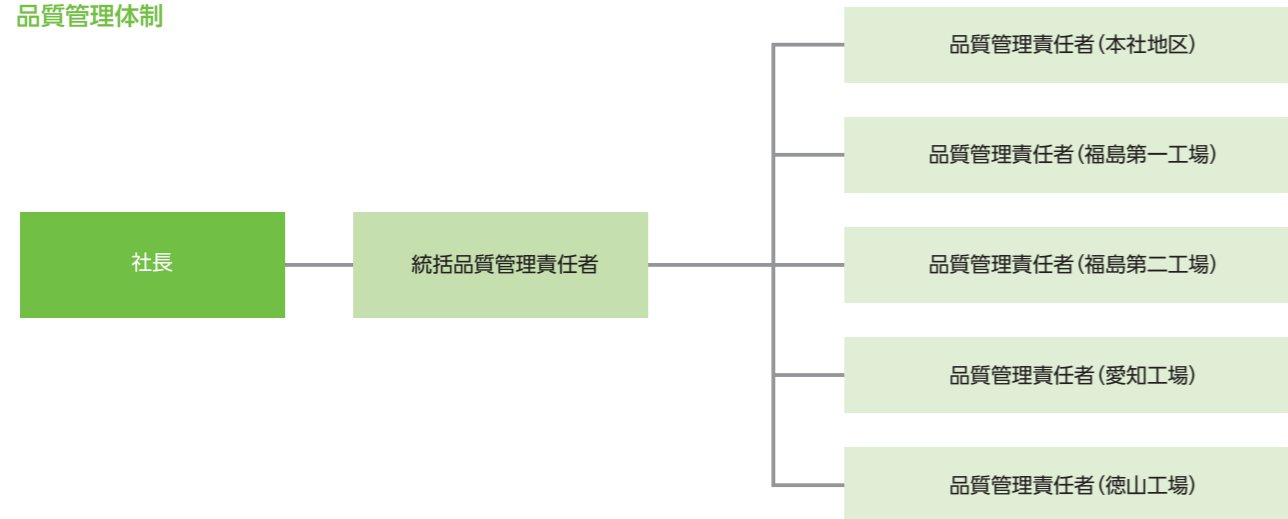 品質管理体制
社長
統括品質管理責任者
品質管理責任者(本社地区)
品質管理責任者(福島第一工場)
品質管理責任者(福島第二工場)
品質管理責任者(愛知工場)
品質管理責任者(徳山工場)